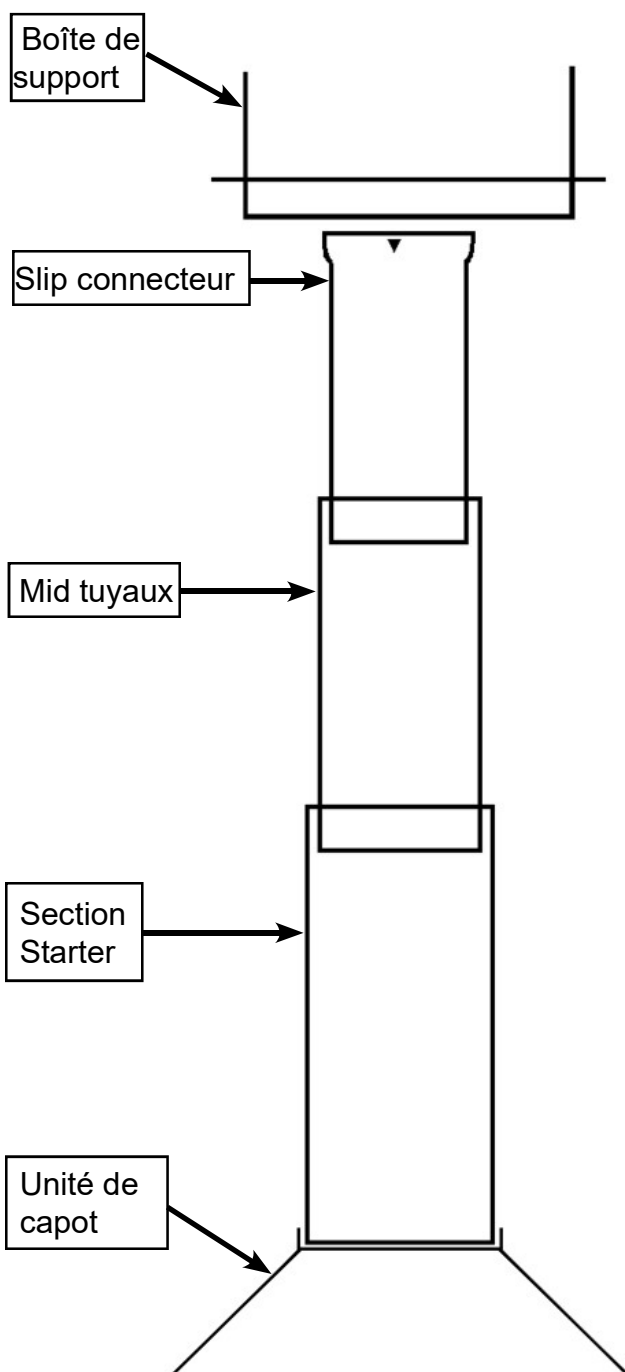 Boîte de
support
Slip connecteur
Mid tuyaux
Section
Starter
Unité de
capot